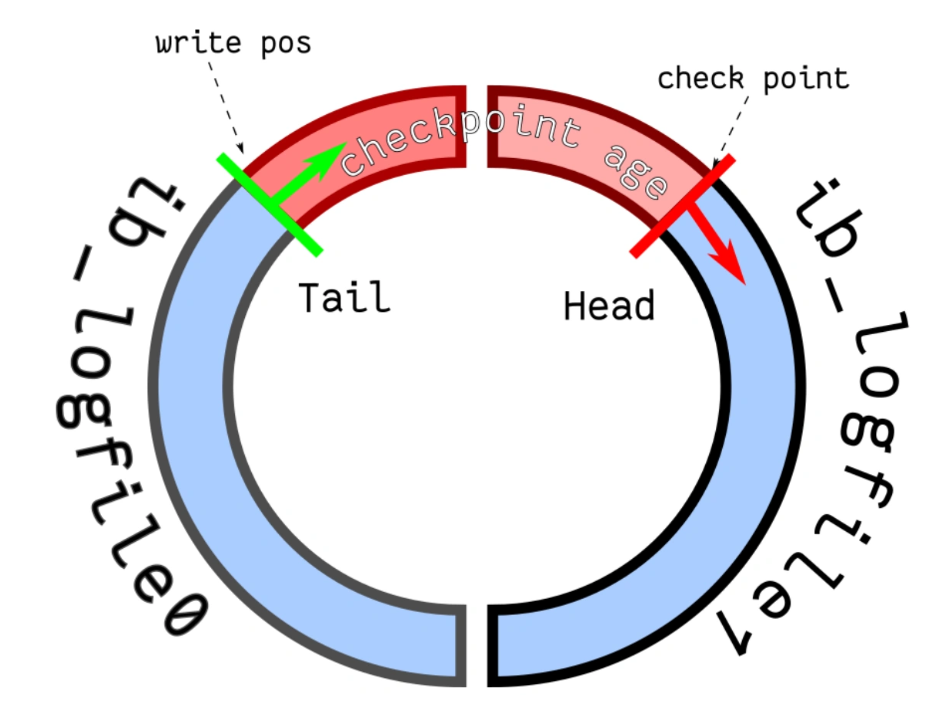 write pos
check point
checkpoint age
ib_logfile0
ib_logfile1
Tail
Head